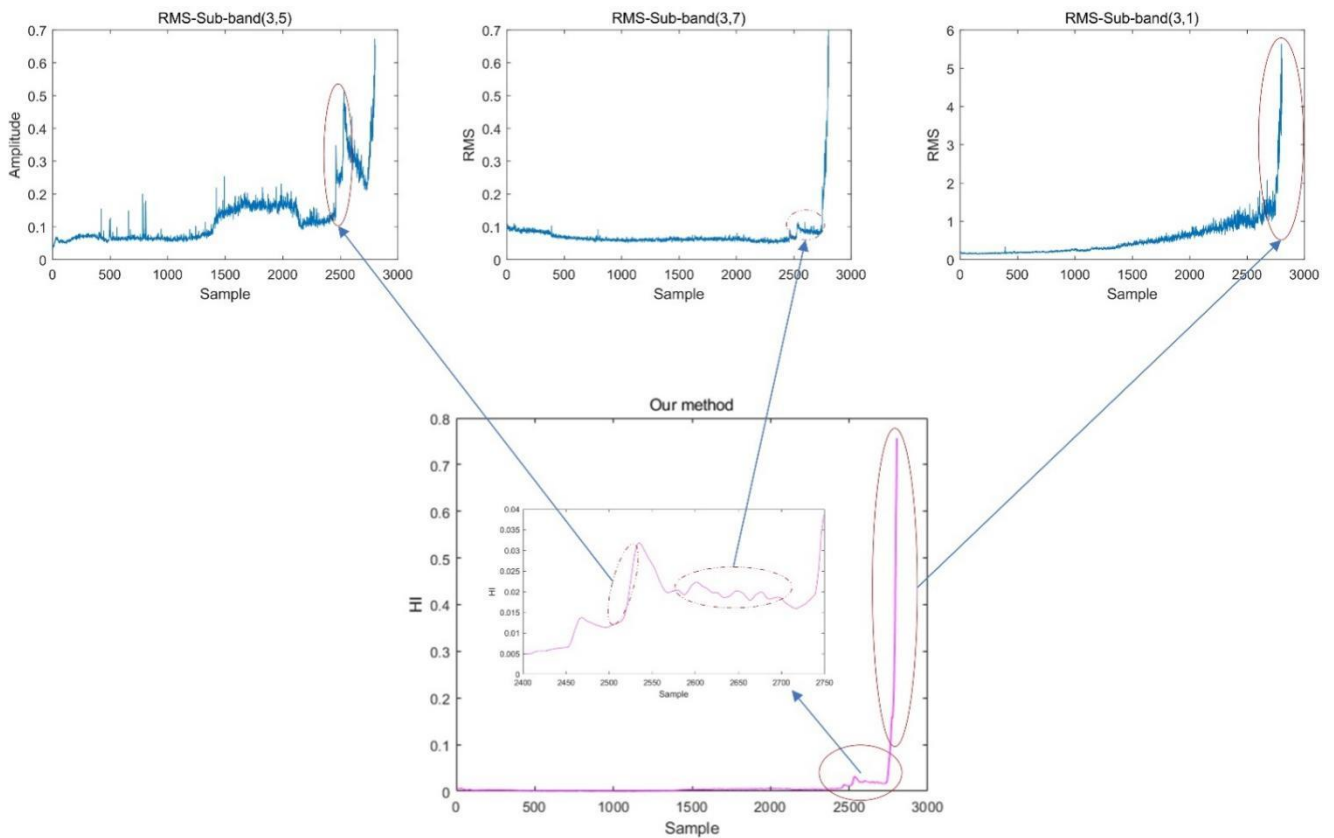 RMS-Sub-band(3,5)
0.7
0.6
0.5
0.4
0.3
0.2
0.1
0
Amplitude
0 500 1000 1500 2000 2500 3000
Sample
RMS-Sub-band(3,7)
0.7
0.6
0.5
0.4
0.3
0.2
0.1
0
RMS
0 500 1000 1500 2000 2500 3000
Sample
RMS-Sub-band(3,1)
6
5
4
3
2
1
0
RMS
0 500 1000 1500 2000 2500 3000
Sample
Our method
0.8
0.7
0.6
0.5
0.4
0.3
0.2
0.1
0
HI
0 500 1000 1500 2000 2500 3000
Sample
0.04
0.035
0.03
0.025
0.02
0.015
0.01
0.005
0
HI
2400 2450 2500 2550 2600 2650 2700 2750
Sample